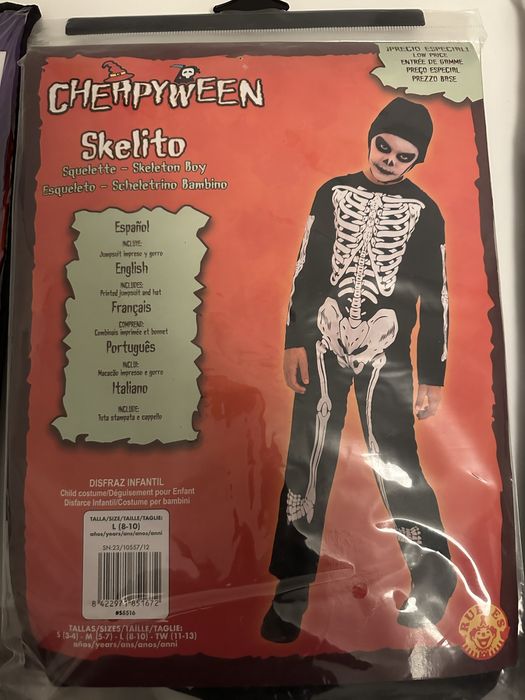 ¡PRECIO ESPECIAL!
LOW PRICE
ENTRÉE DE GAMME
PREÇO ESPECIAL
PREZZO BASE
CHEAPYWEEN
Skelito
Squelette - Skeleton Boy
Esqueleto - Scheletrino Bambino
Español
INCLUYE:
Jumpsuit impreso y gorro
English
INCLUDES:
Printed jumpsuit and hat
Français
COMPREND:
Combinais imprimée et bonnet
Português
INCLUI:
Macacão impresso e gorro
Italiano
INCLUDE:
Tuta stampata e cappello
DISFRAZ INFANTIL
Child costume/Déguisement pour Enfant
Disfarce Infantil/Costume per bambini
TALLA/SIZE/TAILLE/TAGLIE:
L (8-10)
años/years/ans/anos/anni
SN:23/10557/12
8 422971 851672
#S5516
TALLAS/SIZES/TAILLE/TAGLIE:
S (3-4) - M (5-7) - L (8-10) - TW (11-13)
años/years/ans/anos/anni
RUBIES